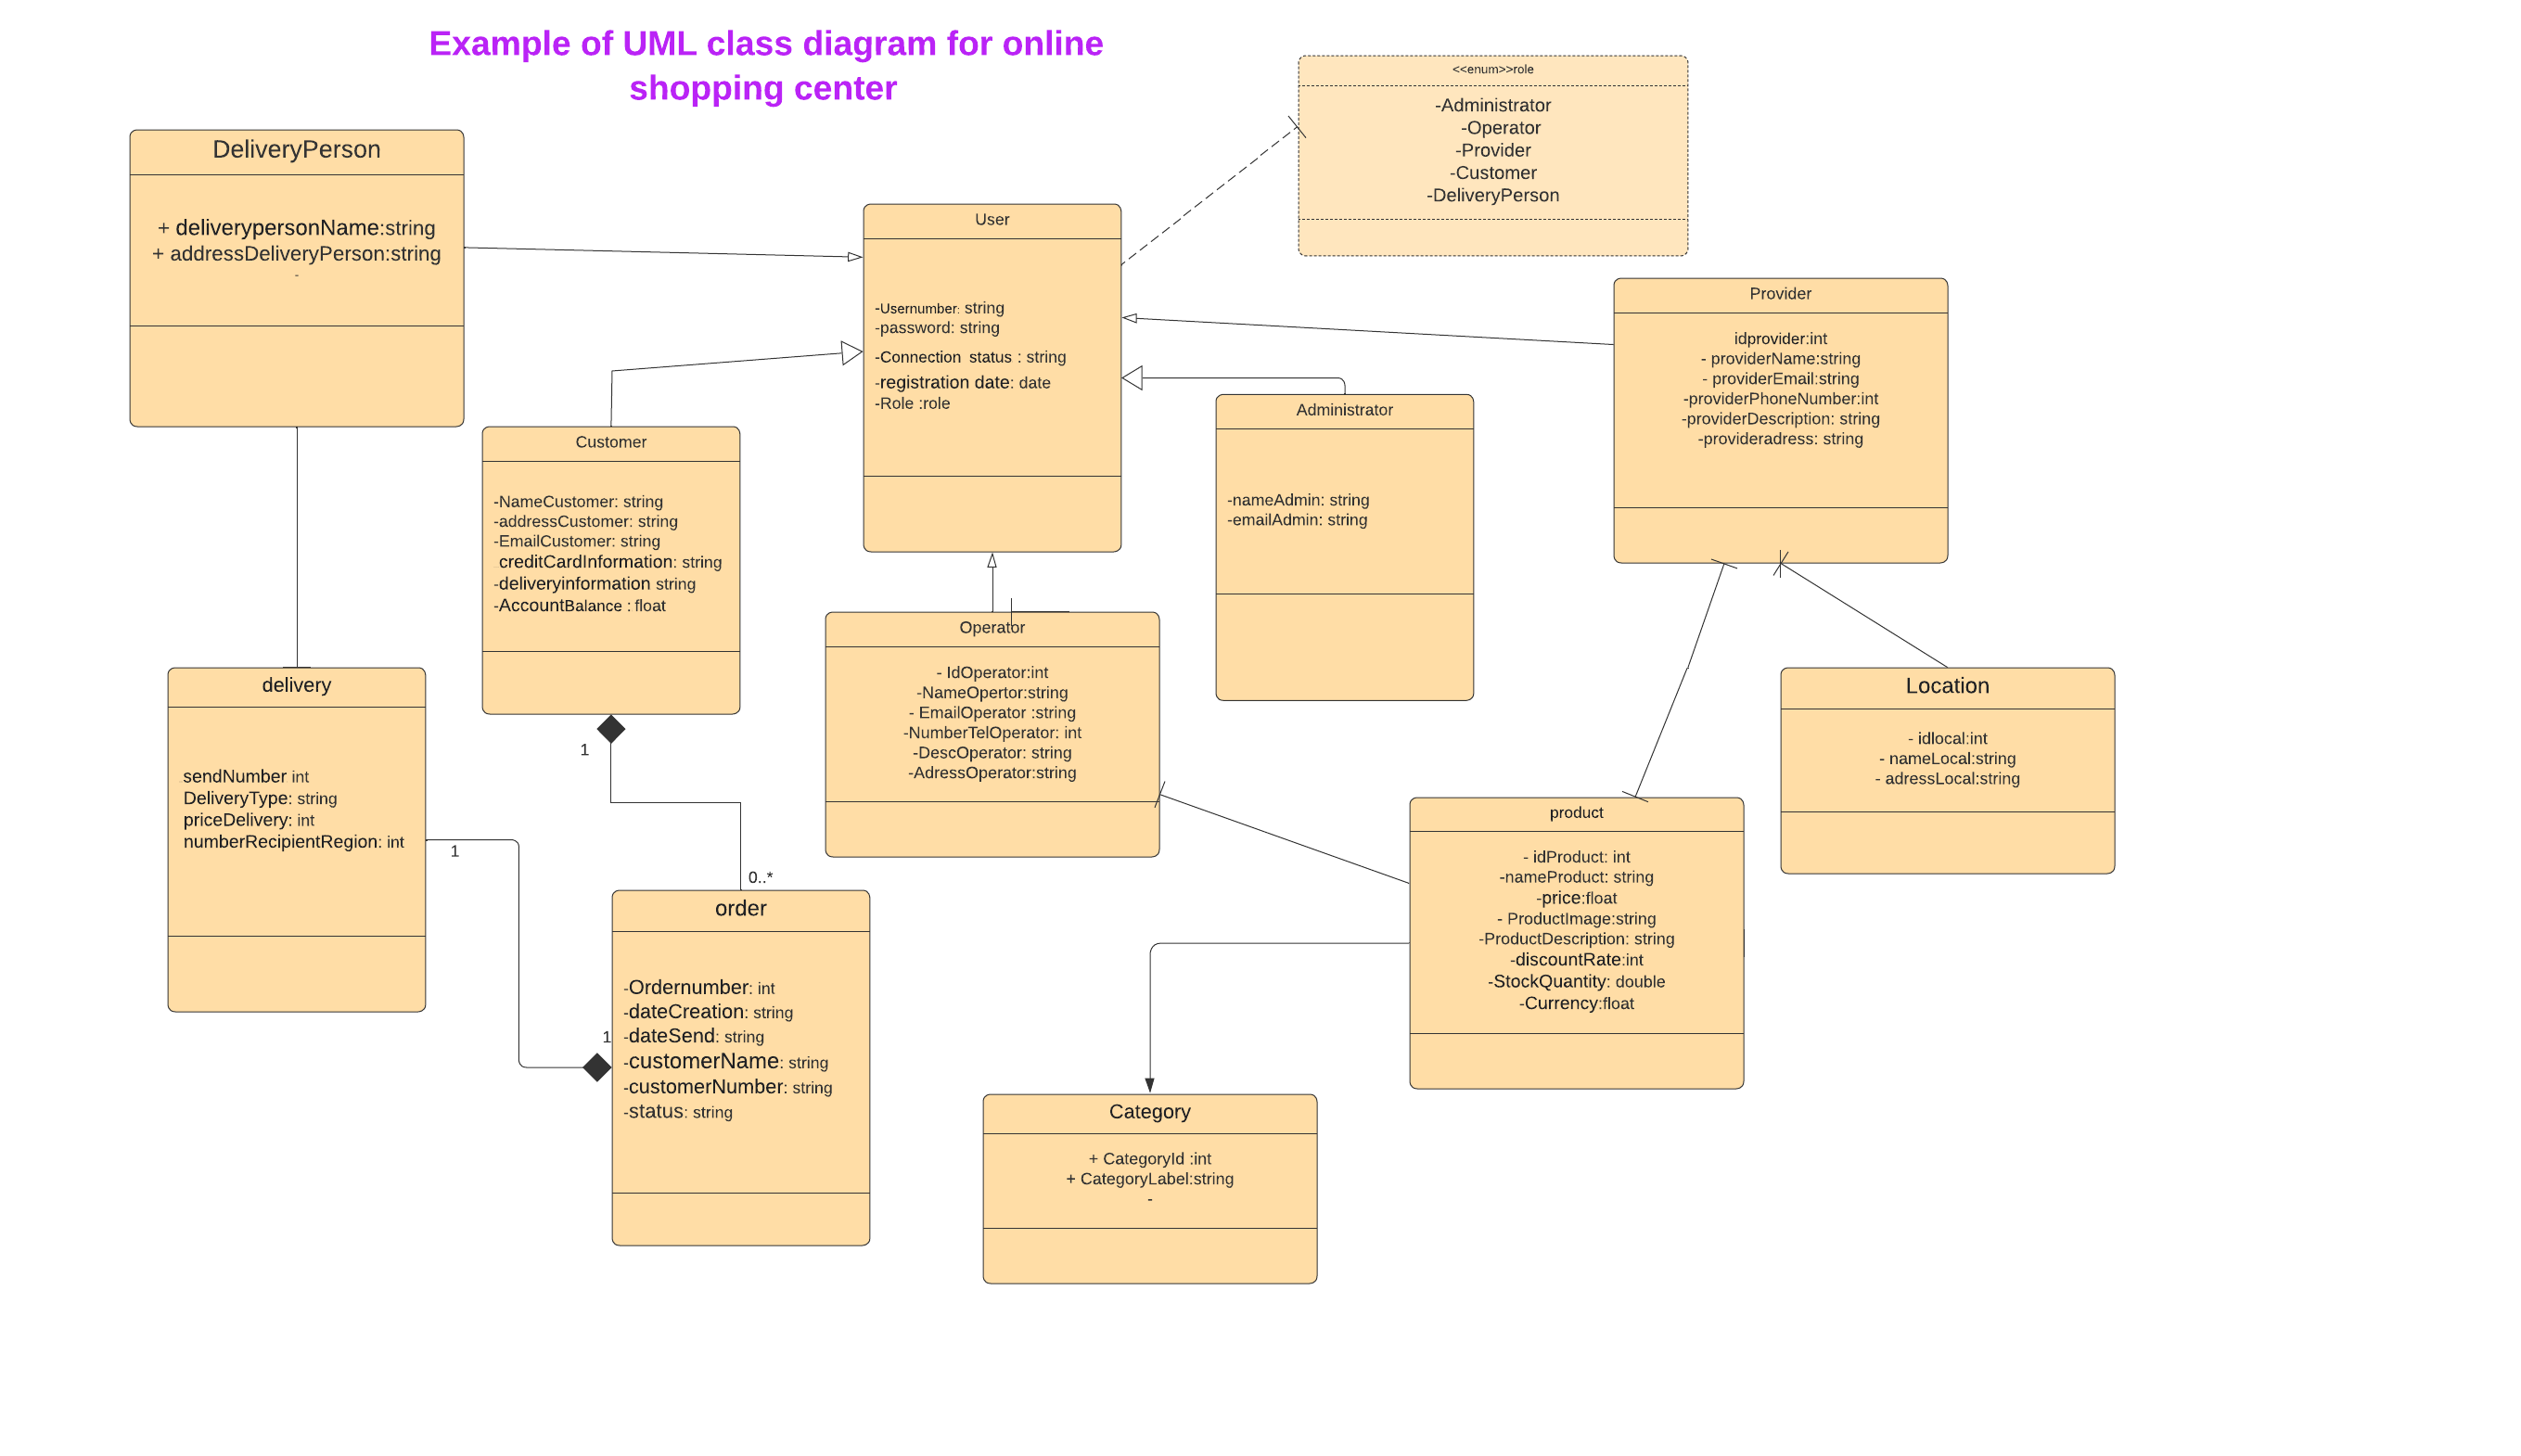 Example of UML class diagram for online
shopping center
<<enum>>role
-Administrator
-Operator
-Provider
-Customer
-DeliveryPerson
DeliveryPerson
+ deliverypersonName:string
+ addressDeliveryPerson:string
-
User
-Usernumber: string
-password: string
-Connection status : string
-registration date: date
-Role :role
Provider
idprovider:int
- providerName:string
- providerEmail:string
-providerPhoneNumber:int
-providerDescription: string
-provideradress: string
Customer
-NameCustomer: string
-addressCustomer: string
-EmailCustomer: string
creditCardInformation: string
-deliveryinformation string
-AccountBalance : float
Administrator
-nameAdmin: string
-emailAdmin: string
Operator
- IdOperator:int
-NameOpertor:string
- EmailOperator :string
-NumberTelOperator: int
-DescOperator: string
-AdressOperator:string
delivery
sendNumber int
DeliveryType: string
priceDelivery: int
numberRecipientRegion: int
Location
- idlocal:int
- nameLocal:string
- adressLocal:string
1
0..*
1
1
product
- idProduct: int
-nameProduct: string
-price:float
- ProductImage:string
-ProductDescription: string
-discountRate:int
-StockQuantity: double
-Currency:float
order
-Ordernumber: int
-dateCreation: string
-dateSend: string
-customerName: string
-customerNumber: string
-status: string
Category
+ CategoryId :int
+ CategoryLabel:string
-